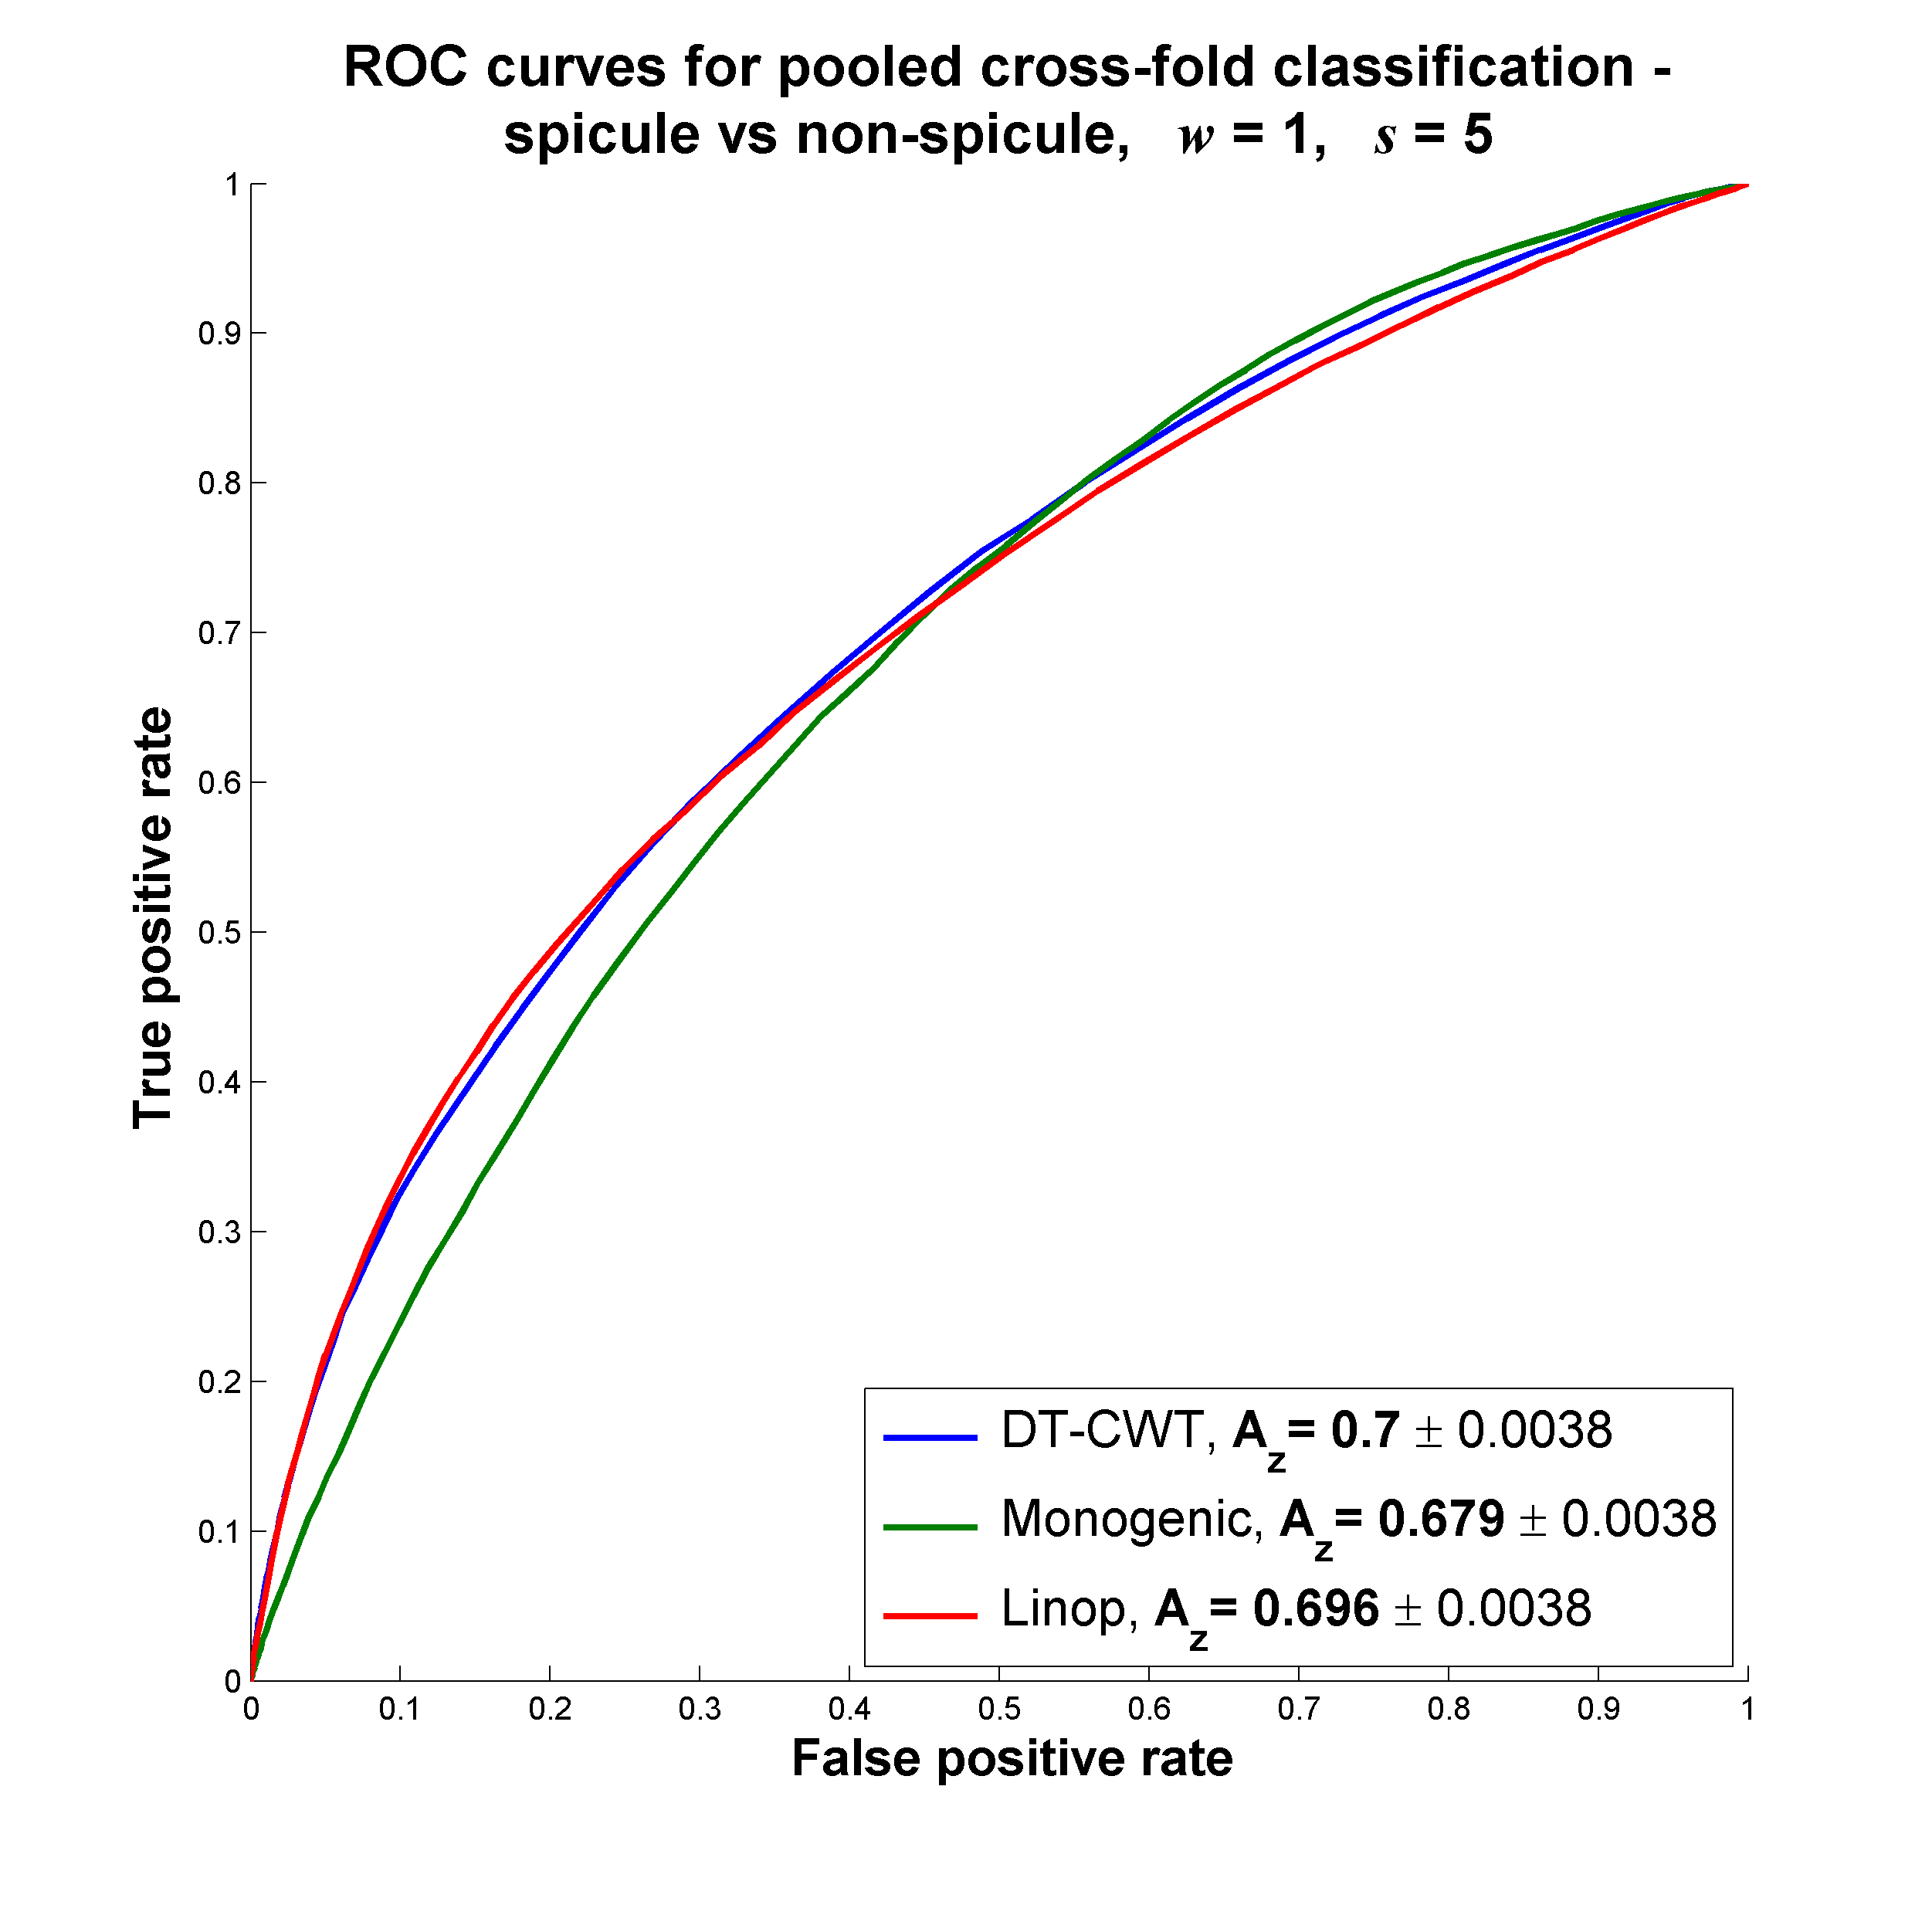 ROC curves for pooled cross-fold classification -
spicule vs non-spicule, w = 1, s = 5
True positive rate
1
0.9
0.8
0.7
0.6
0.5
0.4
0.3
0.2
0.1
0
DT-CWT, A_z= 0.7 ± 0.0038
Monogenic, A_z= 0.679 ± 0.0038
Linop, A_z= 0.696 ± 0.0038
0 0.1 0.2 0.3 0.4 0.5 0.6 0.7 0.8 0.9 1
False positive rate